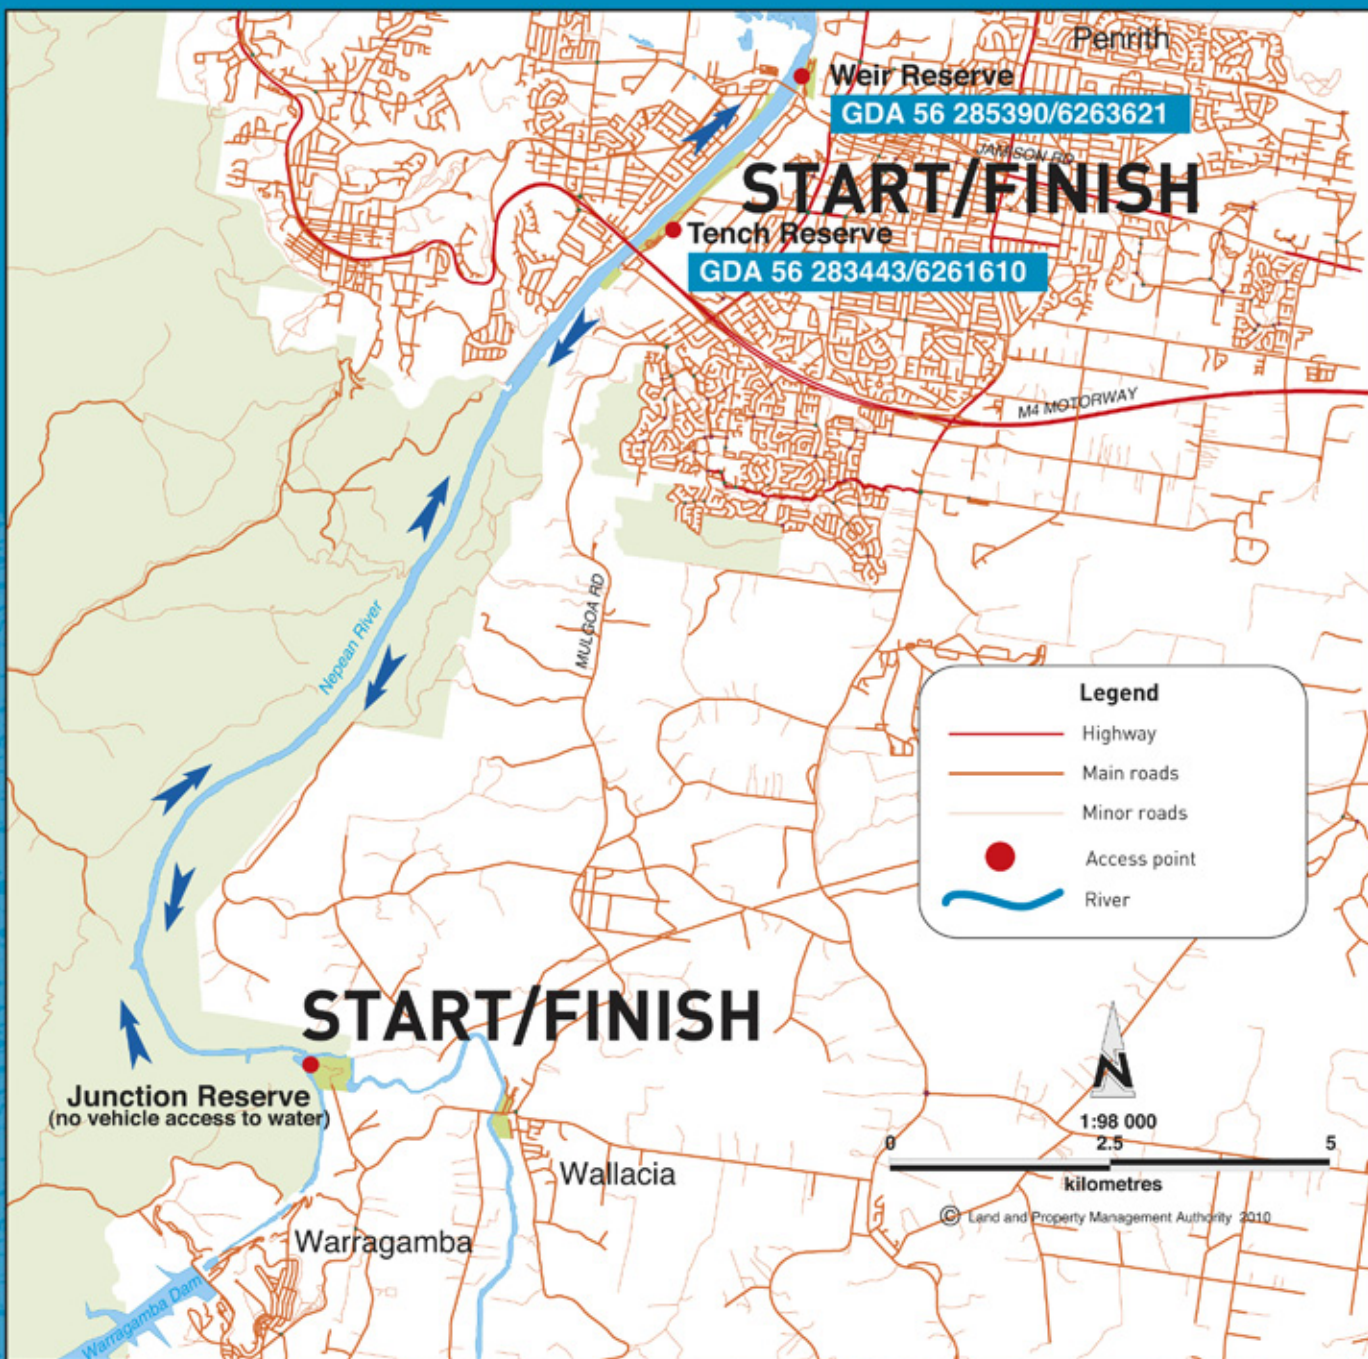 Penrith
Weir Reserve
GDA 56 285390/6263621
JAMISON RD
START/FINISH
Tench Reserve
GDA 56 283443/6261610
M4 MOTORWAY
MULGOA RD
Nepean River
Legend
Highway
Main roads
Minor roads
Access point
River
START/FINISH
Junction Reserve
(no vehicle access to water)
N
1:98 000
0 2.5 5
kilometres
© Land and Property Management Authority 2010
Wallacia
Warragamba
Warragamba Dam